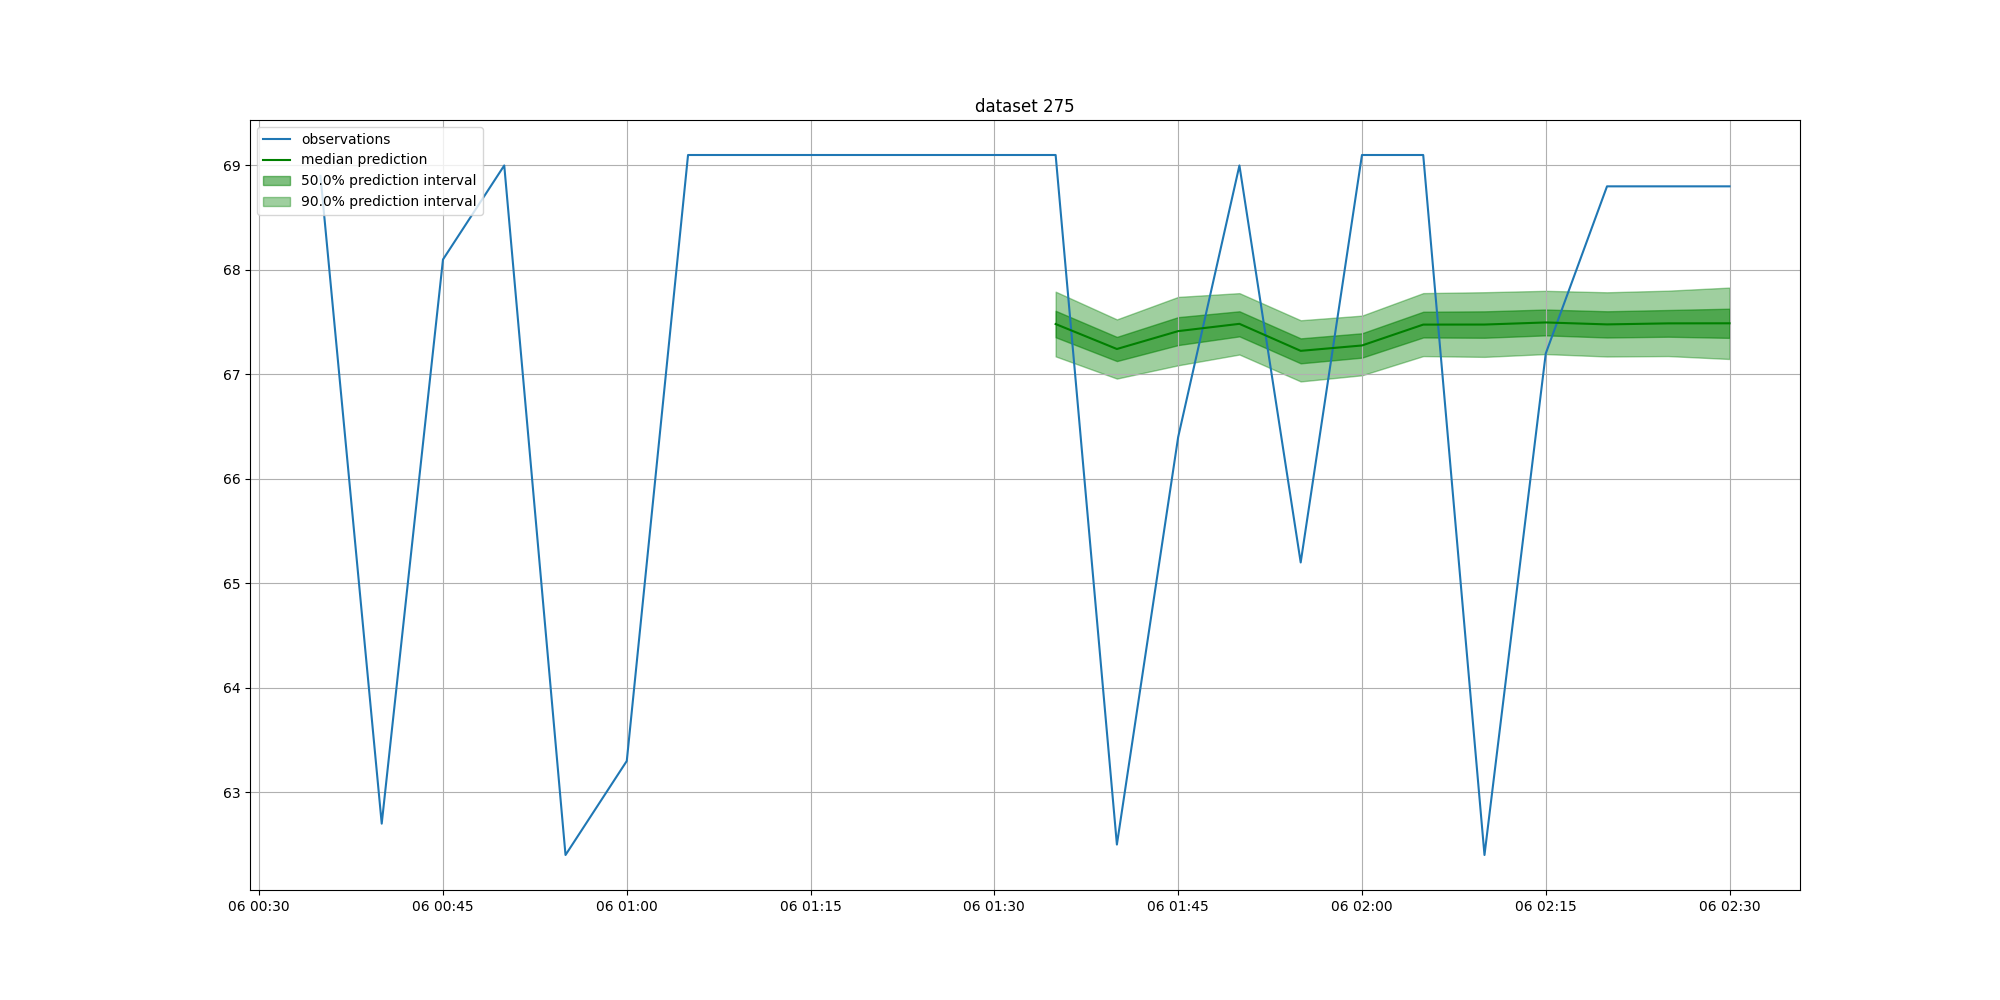 dataset 275
observations
median prediction
50.0% prediction interval
90.0% prediction interval
69
68
67
66
65
64
63
06 00:30 06 00:45 06 01:00 06 01:15 06 01:30 06 01:45 06 02:00 06 02:15 06 02:30